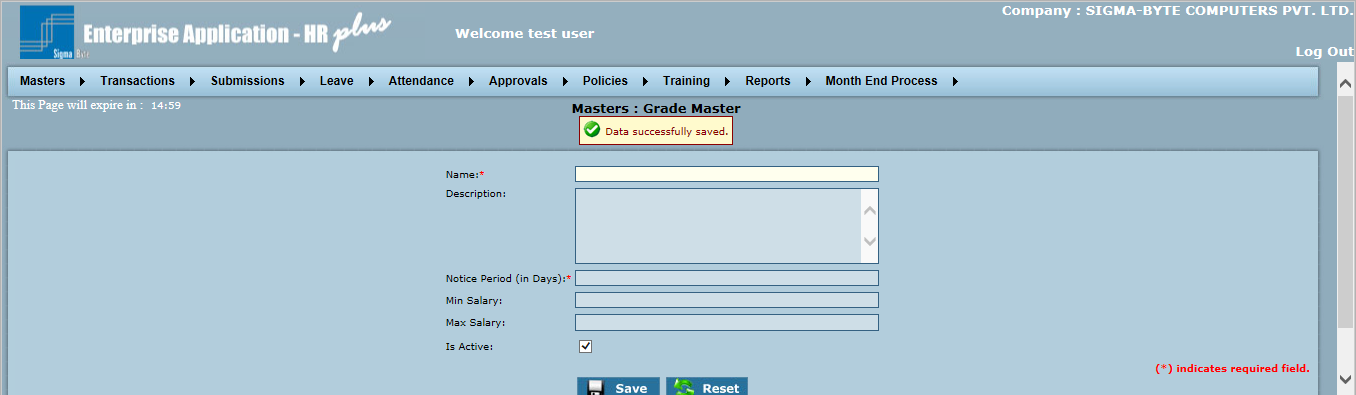 Company : SIGMA-BYTE COMPUTERS PVT. LTD.
Enterprise Application - HR plus
Sigma Byte
Welcome test user
Log Out
Masters Transactions Submissions Leave Attendance Approvals Policies Training Reports Month End Process
This Page will expire in : 14:59
Masters : Grade Master
Data successfully saved.
Name:*
Description:
Notice Period (in Days):*
Min Salary:
Max Salary:
Is Active:
(*) indicates required field.
Save Reset